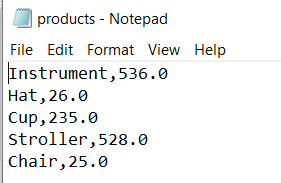 products - Notepad
File Edit Format View Help
Instrument,536.0
Hat,26.0
Cup,235.0
Stroller,528.0
Chair,25.0